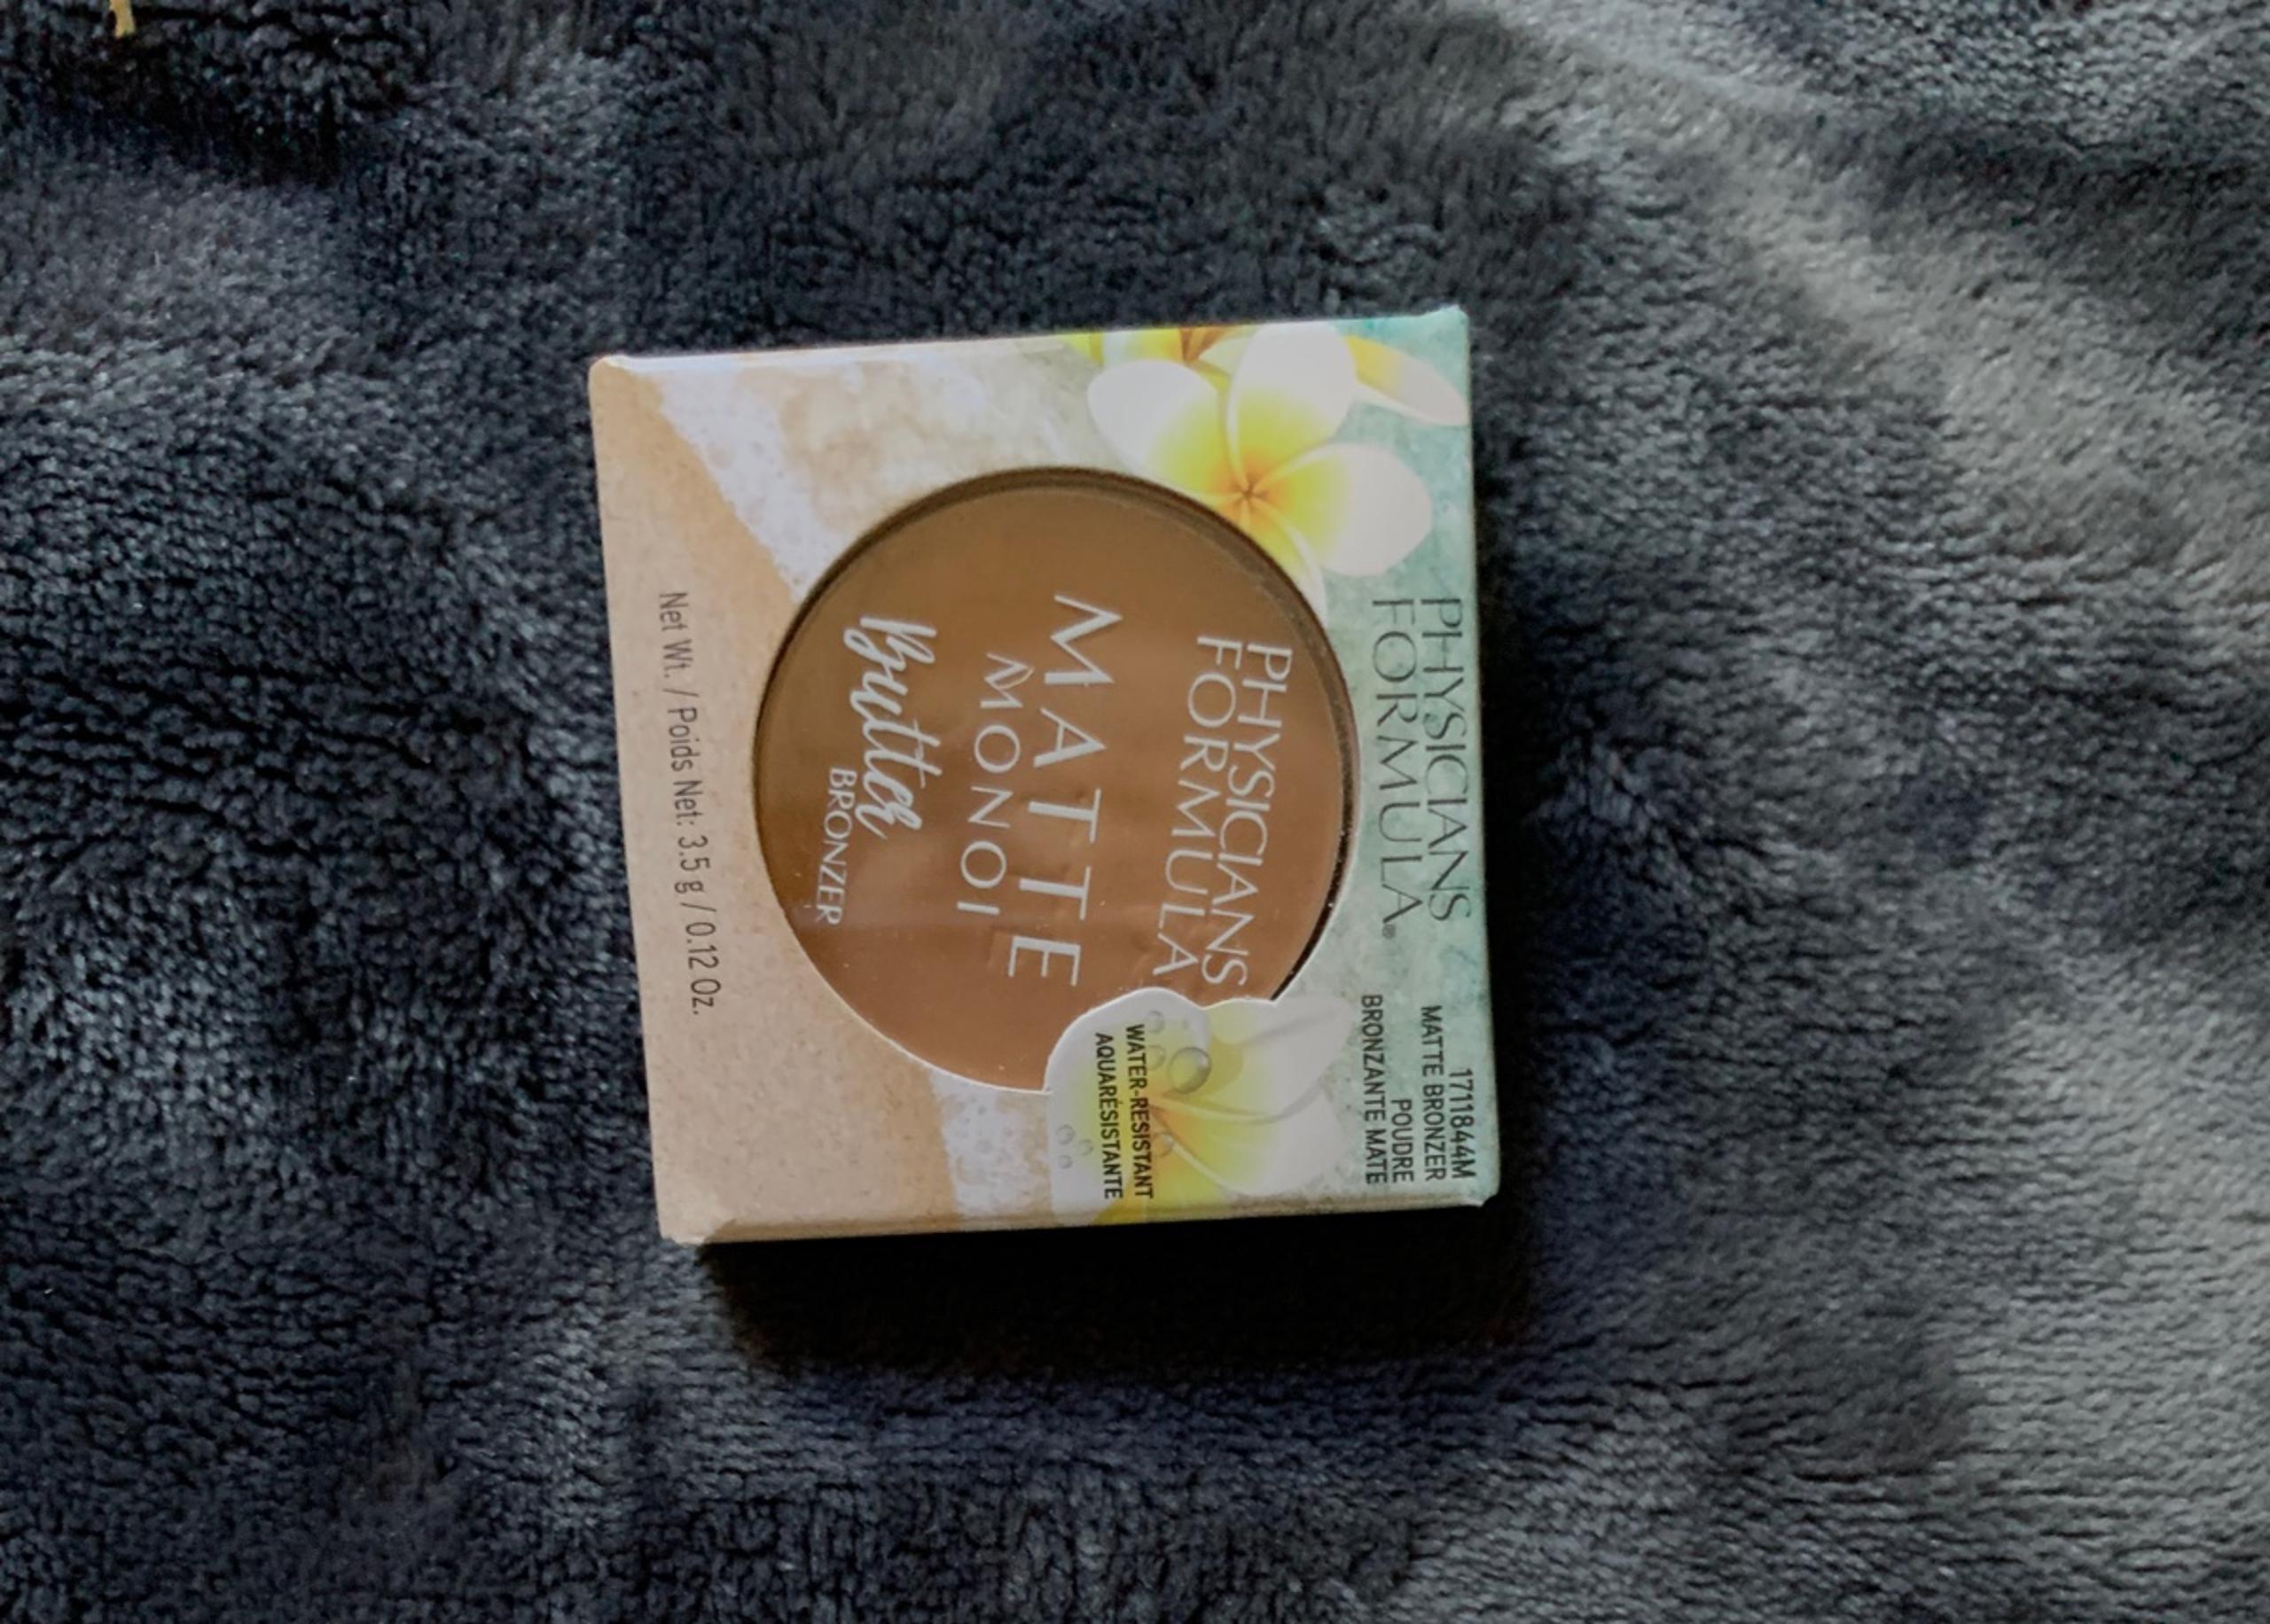 PHYSICIANS
FORMULA®
1711844M
MATTE BRONZER
POUDRE
BRONZANTE MATE
PHYSICIANS
FORMULA
MATTE
MONOI
Butter
BRONZER
WATER-RESISTANT
AQUARÉSISTANTE
Net Wt. / Poids Net: 3.5 g / 0.12 Oz.